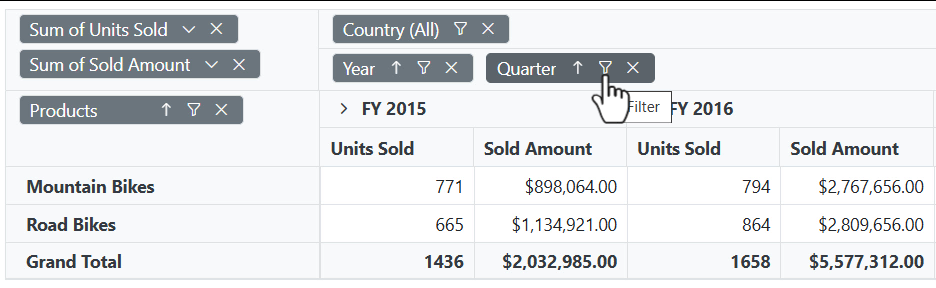 Sum of Units Sold
Country (All)
Sum of Sold Amount
Year Quarter
Filter
Products
FY 2015 FY 2016
Units Sold Sold Amount Units Sold Sold Amount
Mountain Bikes 771 $898,064.00 794 $2,767,656.00
Road Bikes 665 $1,134,921.00 864 $2,809,656.00
Grand Total 1436 $2,032,985.00 1658 $5,577,312.00